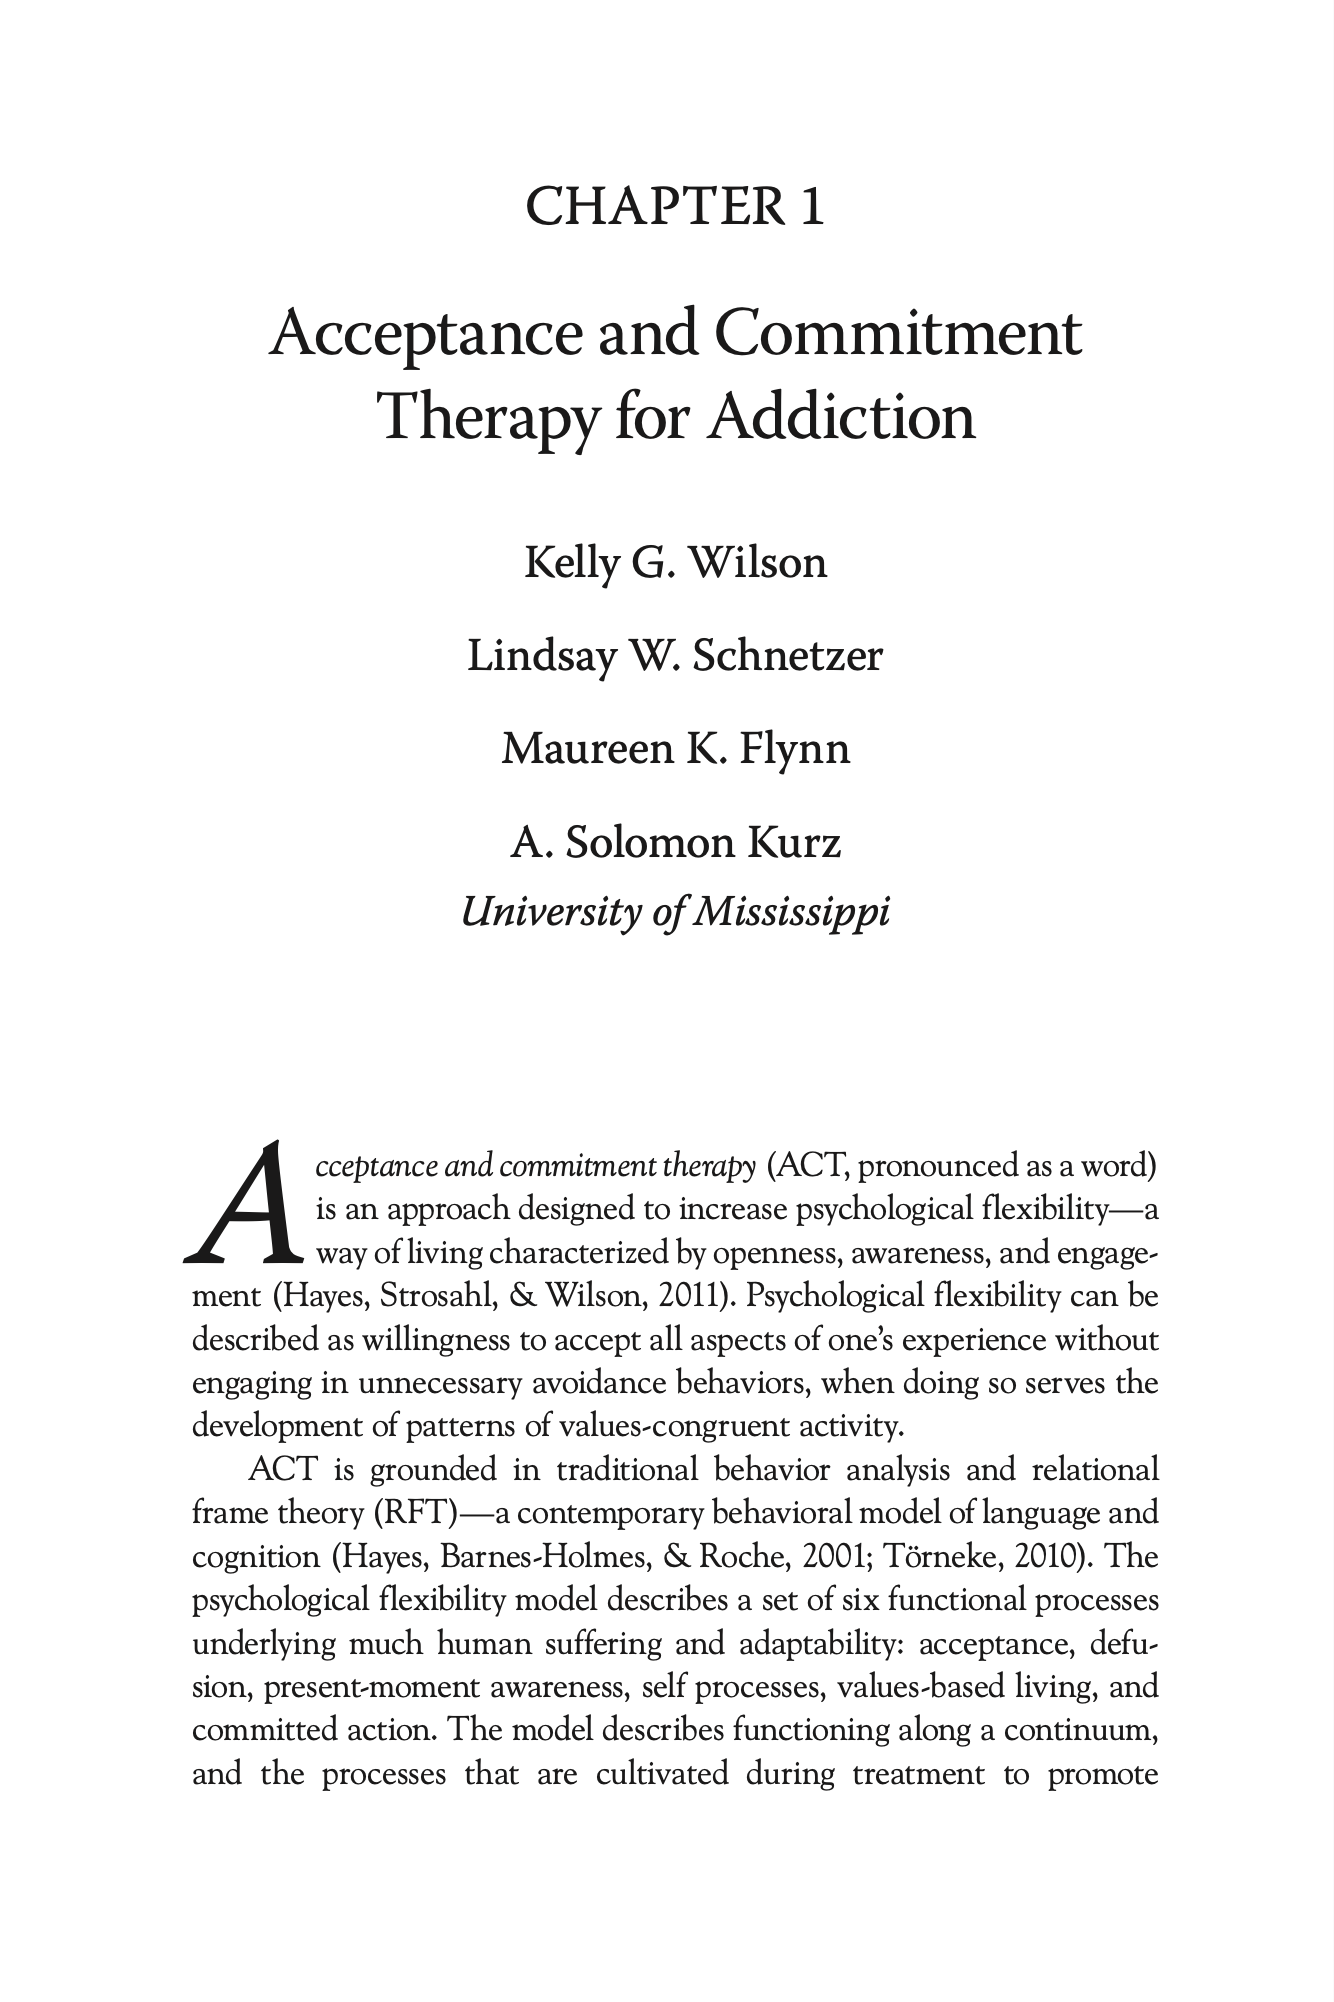 CHAPTER 1
Acceptance and Commitment
Therapy for Addiction
Kelly G. Wilson
Lindsay W. Schnetzer
Maureen K. Flynn
A. Solomon Kurz
University of Mississippi
Acceptance and commitment therapy (ACT, pronounced as a word)
is an approach designed to increase psychological flexibility—a
way of living characterized by openness, awareness, and engage-
ment (Hayes, Strosahl, & Wilson, 2011). Psychological flexibility can be
described as willingness to accept all aspects of one’s experience without
engaging in unnecessary avoidance behaviors, when doing so serves the
development of patterns of values-congruent activity.
ACT is grounded in traditional behavior analysis and relational
frame theory (RFT)—a contemporary behavioral model of language and
cognition (Hayes, Barnes-Holmes, & Roche, 2001; Törneke, 2010). The
psychological flexibility model describes a set of six functional processes
underlying much human suffering and adaptability: acceptance, defu-
sion, present-moment awareness, self processes, values-based living, and
committed action. The model describes functioning along a continuum,
and the processes that are cultivated during treatment to promote